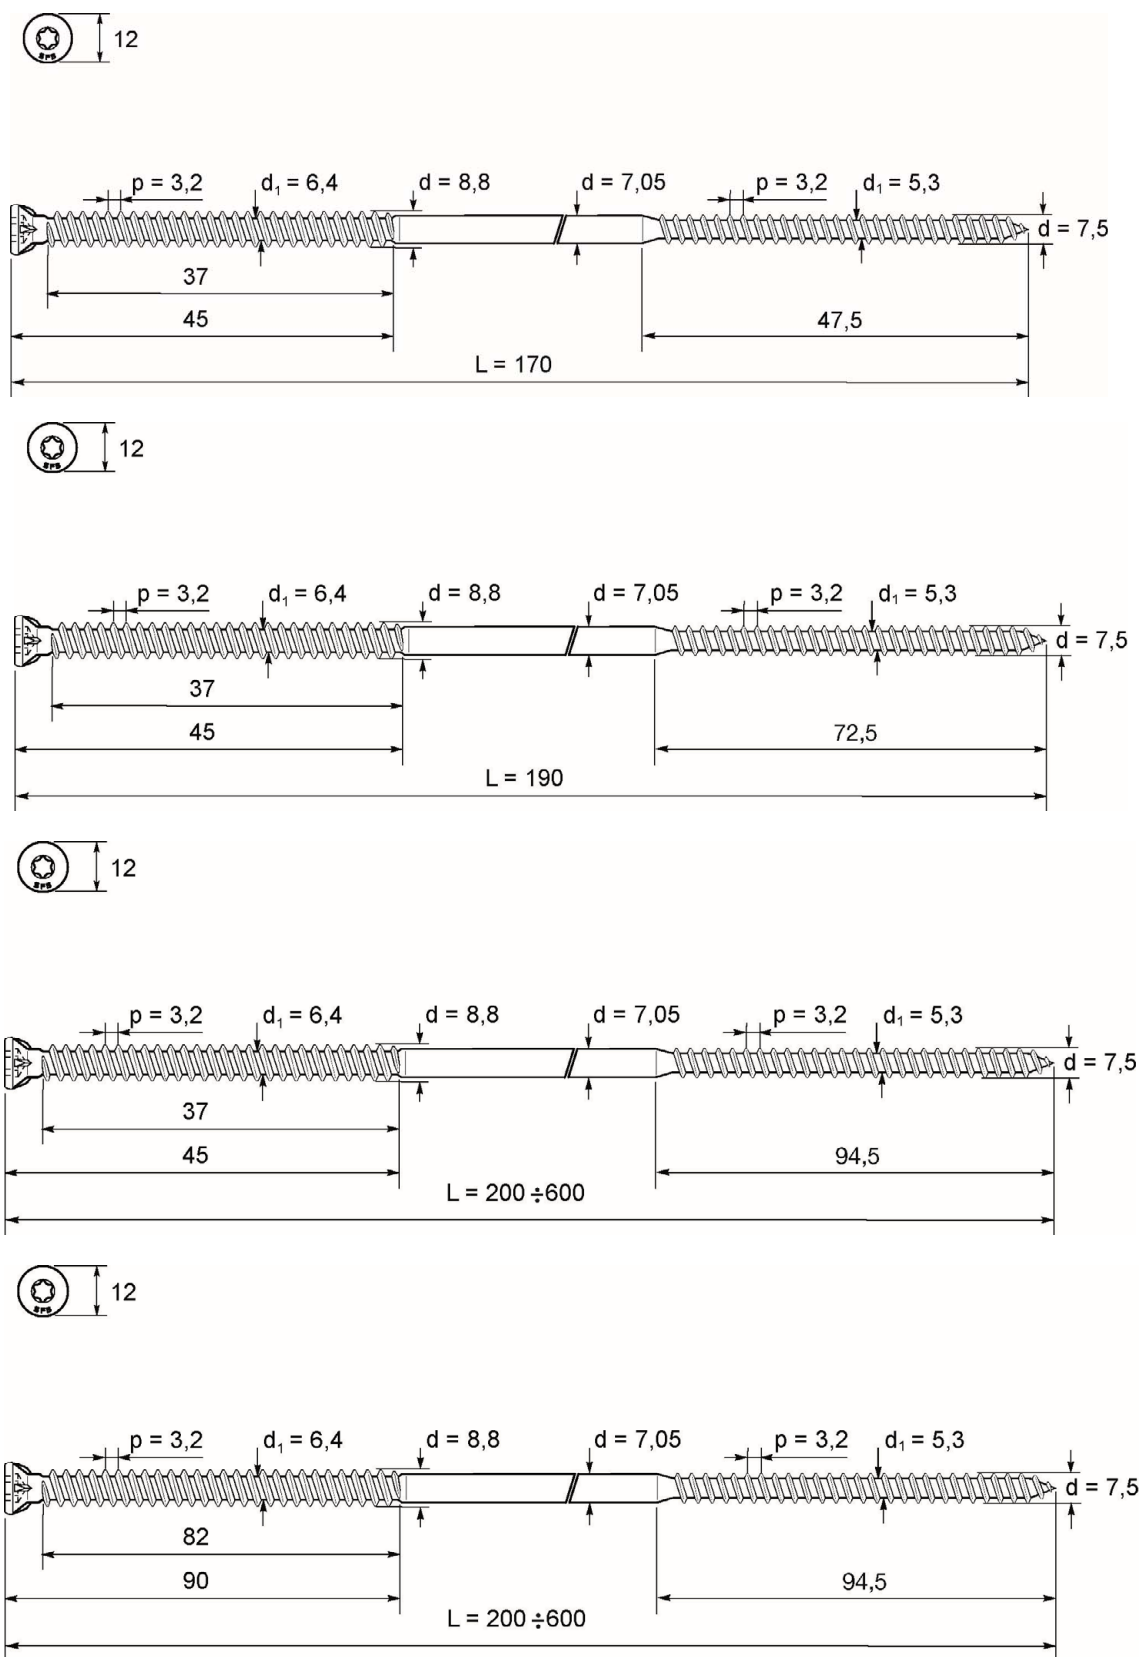 12
SFS
p = 3,2 d₁ = 6,4 d = 8,8 d = 7,05 p = 3,2 d₁ = 5,3
d = 7,5
37
45 47,5
L = 170
12
SFS
p = 3,2 d₁ = 6,4 d = 8,8 d = 7,05 p = 3,2 d₁ = 5,3
d = 7,5
37
45 72,5
L = 190
12
SFS
p = 3,2 d₁ = 6,4 d = 8,8 d = 7,05 p = 3,2 d₁ = 5,3
d = 7,5
37
45 94,5
L = 200 ÷600
12
SFS
p = 3,2 d₁ = 6,4 d = 8,8 d = 7,05 p = 3,2 d₁ = 5,3
d = 7,5
82
90 94,5
L = 200 ÷600